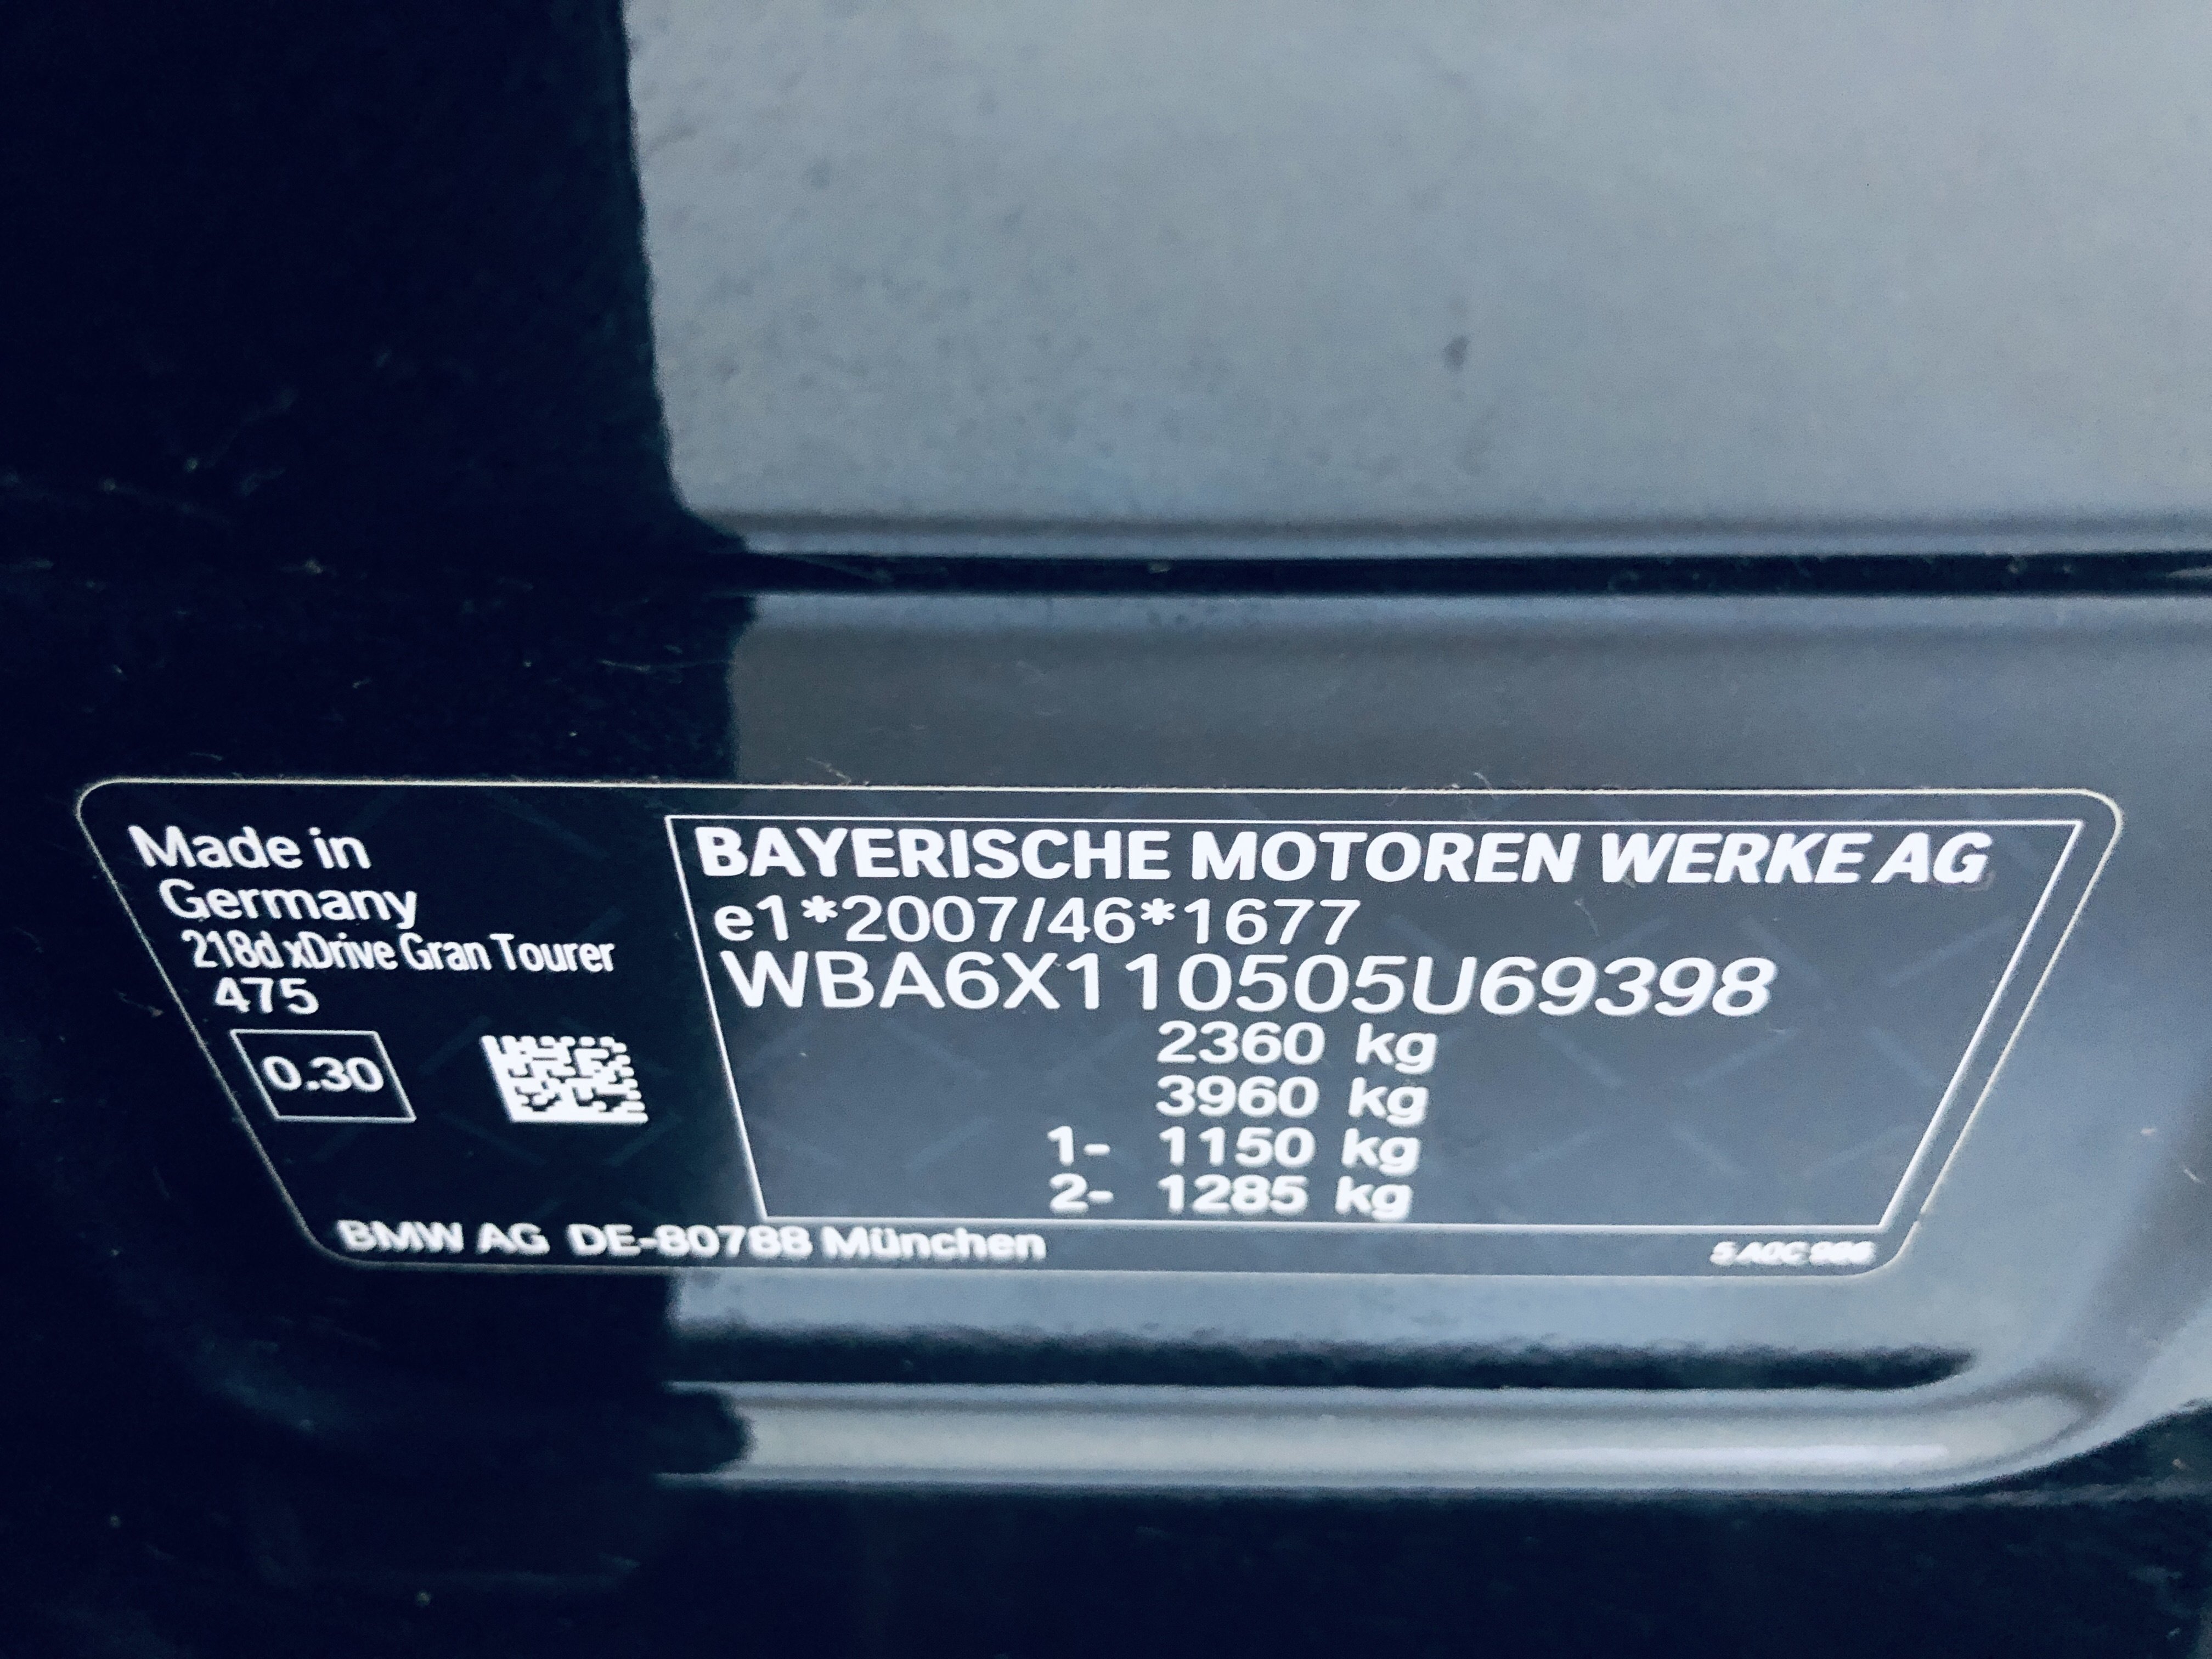 Made in
Germany
218d xDrive Gran Tourer
475
0.30
BAYERISCHE MOTOREN WERKE AG
e1*2007/46*1677
WBA6X110505U69398
2360 kg
3960 kg
1- 1150 kg
2- 1285 kg
BMW AG DE-80788 München